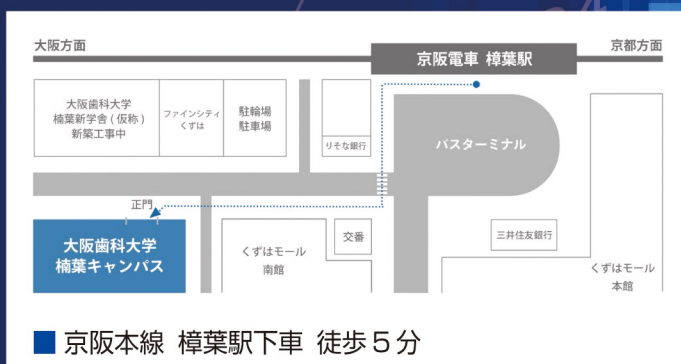 大阪方面
京都方面
京阪電車 樟葉駅
大阪歯科大学
楠葉新学舎(仮称)
新築工事中
ファインシティ
くずは
駐輪場
駐車場
りそな銀行
バスターミナル
正門
大阪歯科大学
楠葉キャンパス
くずはモール
南館
交番
三井住友銀行
くずはモール
本館
京阪本線 樟葉駅下車 徒歩5分